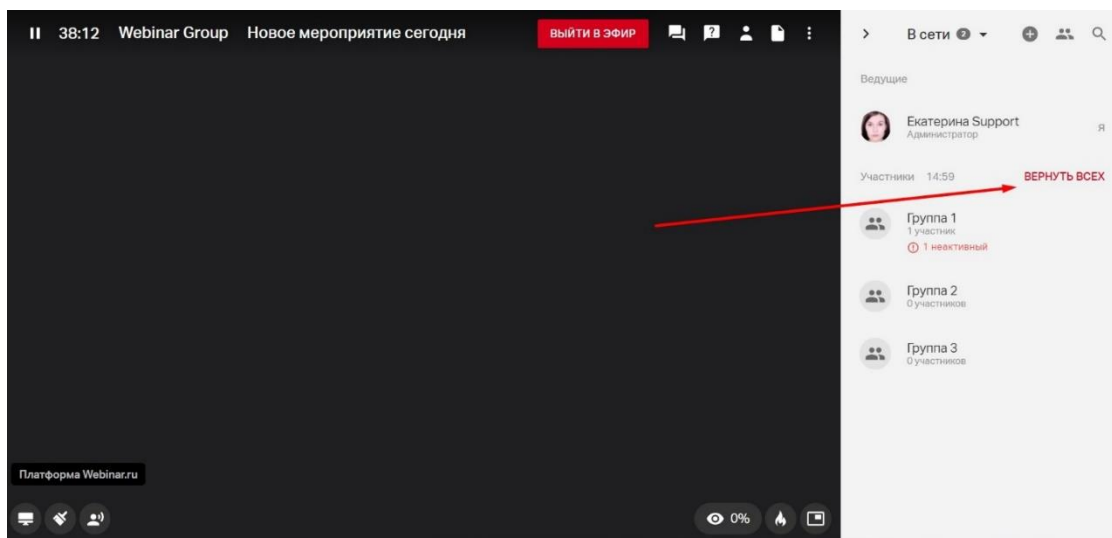 38:12 Webinar Group Новое мероприятие сегодня ВЫЙТИ В ЭФИР ?
В сети 2
Ведущие
Екатерина Support
Администратор
Я
Участники 14:59 ВЕРНУТЬ ВСЕХ
Группа 1
1 участник
1 неактивный
Группа 2
0 участников
Группа 3
0 участников
Платформа Webinar.ru
0%